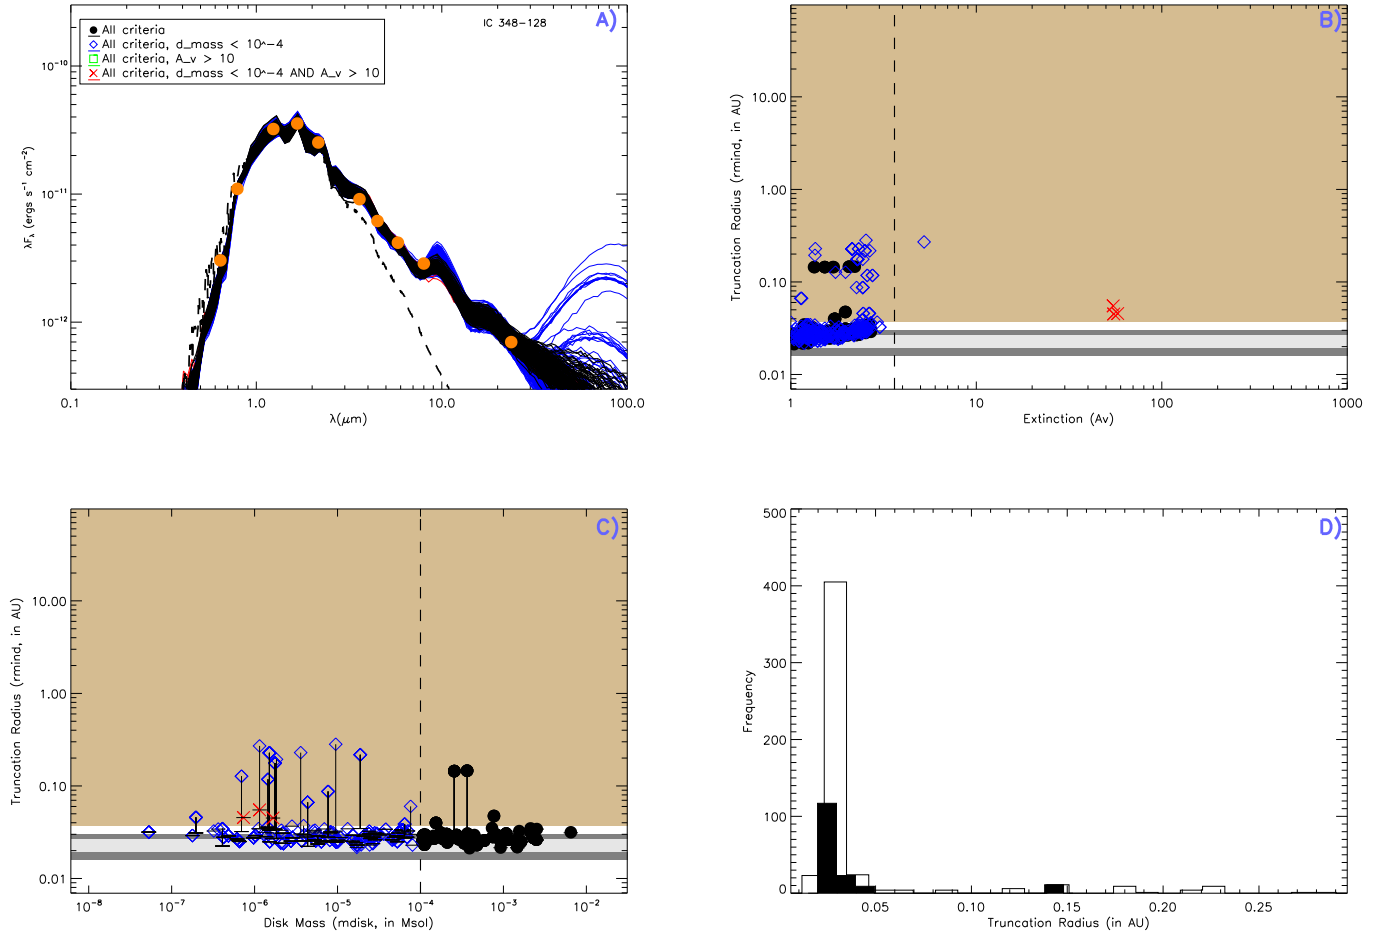 A)
IC 348-128
All criteria
All criteria, d_mass < 10^-4
All criteria, A_v > 10
All criteria, d_mass < 10^-4 AND A_v > 10
10⁻¹⁰
10⁻¹¹
10⁻¹²
λFλ (ergs s⁻¹ cm⁻²)
0.1 1.0 10.0 100.0
λ(μm)
B)
10.00
1.00
0.10
0.01
Truncation Radius (rmind, in AU)
1 10 100 1000
Extinction (Av)
C)
10.00
1.00
0.10
0.01
Truncation Radius (rmind, in AU)
10⁻⁸ 10⁻⁷ 10⁻⁶ 10⁻⁵ 10⁻⁴ 10⁻³ 10⁻²
Disk Mass (mdisk, in Msol)
D)
500
400
300
200
100
0
Frequency
0.05 0.10 0.15 0.20 0.25
Truncation Radius (in AU)